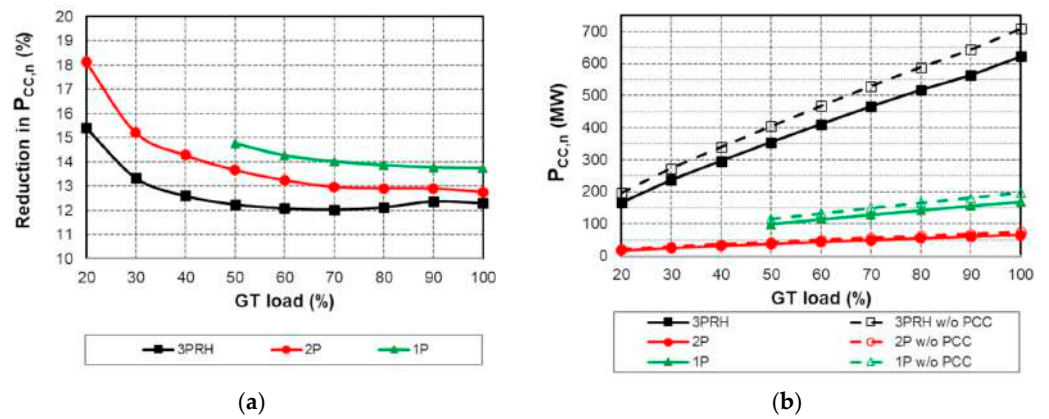 Reduction in P_CC,n (%)
20
19
18
17
16
15
14
13
12
11
10
20 30 40 50 60 70 80 90 100
GT load (%)
3PRH 2P 1P
(a)
P_CC,n (MW)
700
600
500
400
300
200
100
0
20 30 40 50 60 70 80 90 100
GT load (%)
3PRH 3PRH w/o PCC
2P 2P w/o PCC
1P 1P w/o PCC
(b)